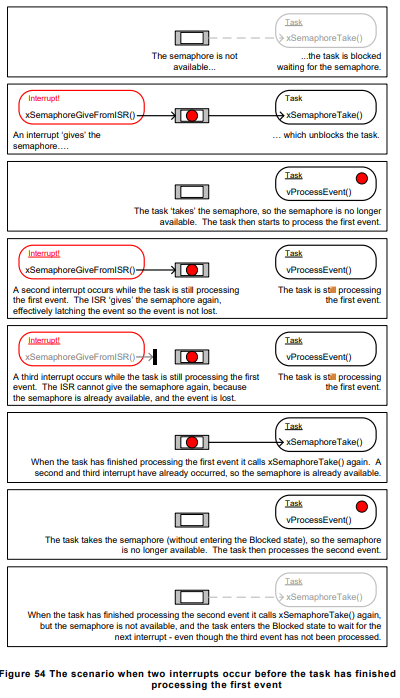 Task
xSemaphoreTake()
The semaphore is not
available...
...the task is blocked
waiting for the semaphore.
Interrupt!
xSemaphoreGiveFromISR()
Task
xSemaphoreTake()
An interrupt ‘gives’ the
semaphore….
… which unblocks the task.
Task
vProcessEvent()
The task ‘takes’ the semaphore, so the semaphore is no longer
available. The task then starts to process the first event.
Interrupt!
xSemaphoreGiveFromISR()
Task
vProcessEvent()
A second interrupt occurs while the task is still processing
the first event. The ISR ‘gives’ the semaphore again,
effectively latching the event so the event is not lost.
The task is still processing
the first event.
Interrupt!
xSemaphoreGiveFromISR()
Task
vProcessEvent()
A third interrupt occurs while the task is still processing the first
event. The ISR cannot give the semaphore again, because
the semaphore is already available, and the event is lost.
The task is still processing
the first event.
Task
xSemaphoreTake()
When the task has finished processing the first event it calls xSemaphoreTake() again. A
second and third interrupt have already occurred, so the semaphore is already available.
Task
vProcessEvent()
The task takes the semaphore (without entering the Blocked state), so the semaphore
is no longer available. The task then processes the second event.
Task
xSemaphoreTake()
When the task has finished processing the second event it calls xSemaphoreTake() again,
but the semaphore is not available, and the task enters the Blocked state to wait for the
next interrupt - even though the third event has not been processed.
Figure 54 The scenario when two interrupts occur before the task has finished
processing the first event